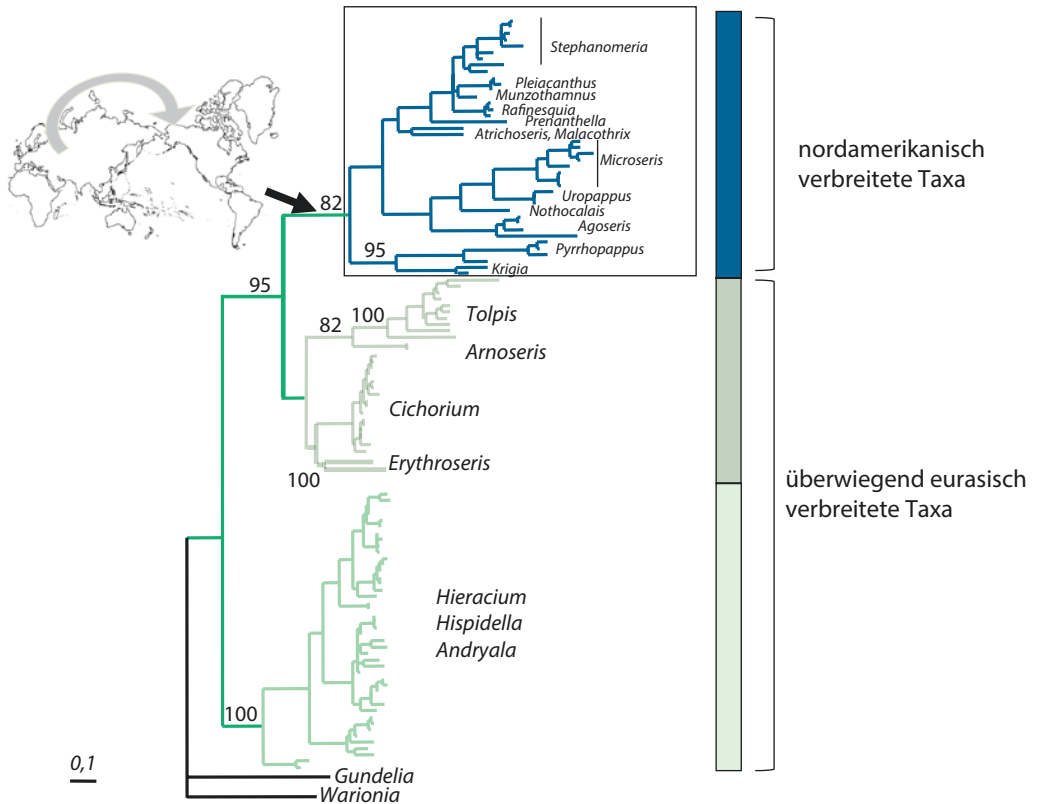 Stephanomeria
Pleiacanthus
Munzothamnus
Rafinesquia
Prenanthella
Atrichoseris, Malacothrix
Microseris
Uropappus
Nothocalais
Agoseris
Pyrrhopappus
Krigia
82
95
95
82
100
Tolpis
Arnoseris
Cichorium
Erythroseris
100
Hieracium
Hispidella
Andryala
100
Gundelia
Warionia
0,1
nordamerikanisch
verbreitete Taxa
überwiegend eurasisch
verbreitete Taxa